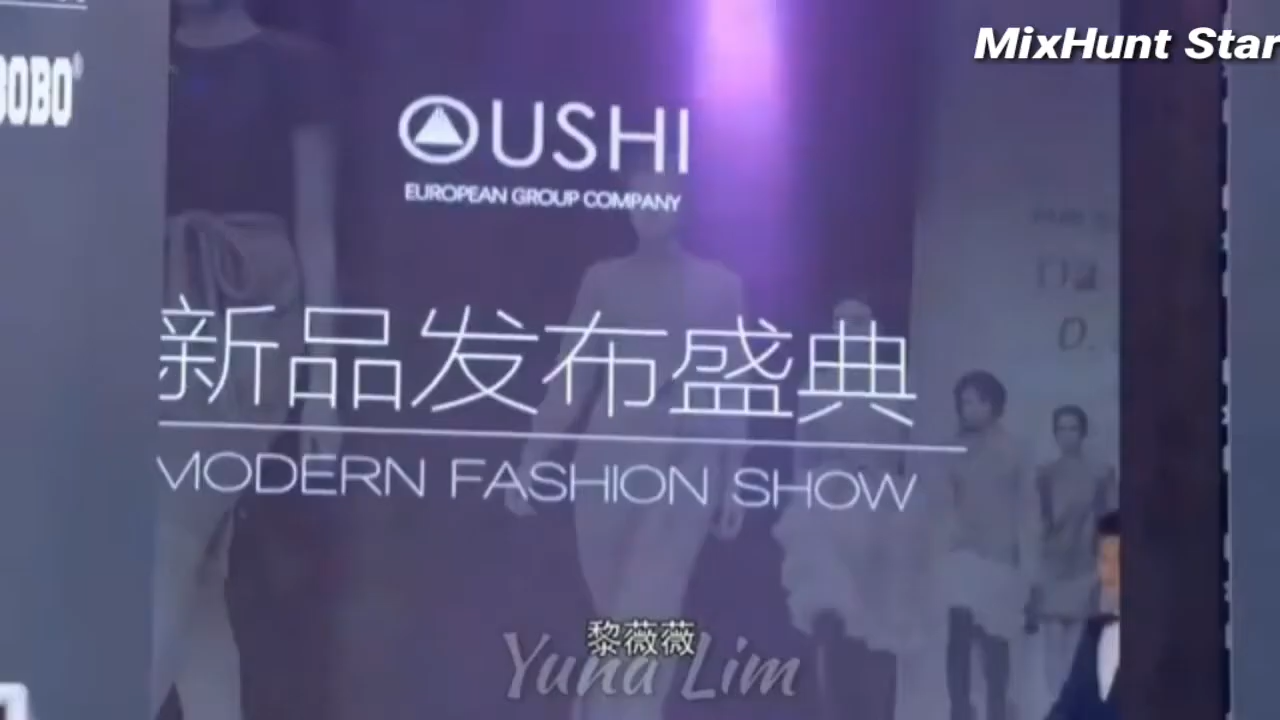 MixHunt Star
BOBO®
OUSHI
EUROPEAN GROUP COMPANY
新品发布盛典
MODERN FASHION SHOW
黎薇薇
Yuna Lim